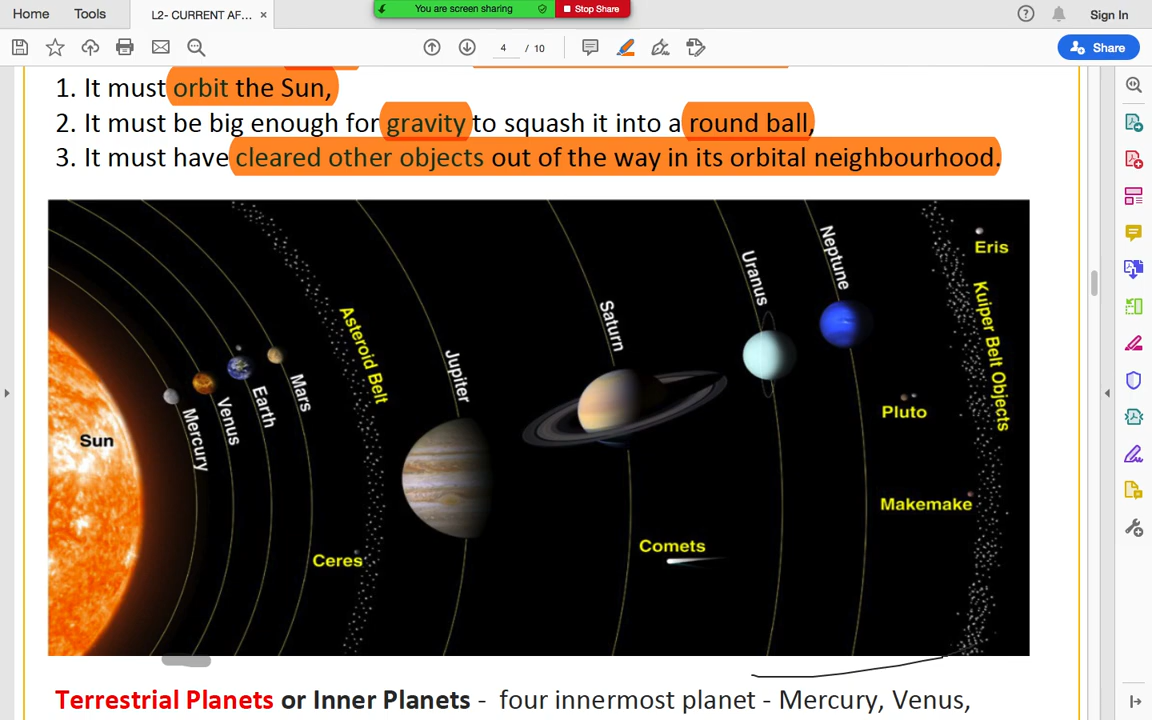 Home Tools L2- CURRENT AF... × You are screen sharing Stop Share Sign In
4 / 10 Share
1. It must orbit the Sun,
2. It must be big enough for gravity to squash it into a round ball,
3. It must have cleared other objects out of the way in its orbital neighbourhood.
Sun
Mercury
Venus
Earth
Mars
Asteroid Belt
Ceres
Jupiter
Saturn
Comets
Uranus
Neptune
Eris
Kuiper Belt Objects
Pluto
Makemake
Terrestrial Planets or Inner Planets - four innermost planet - Mercury, Venus,